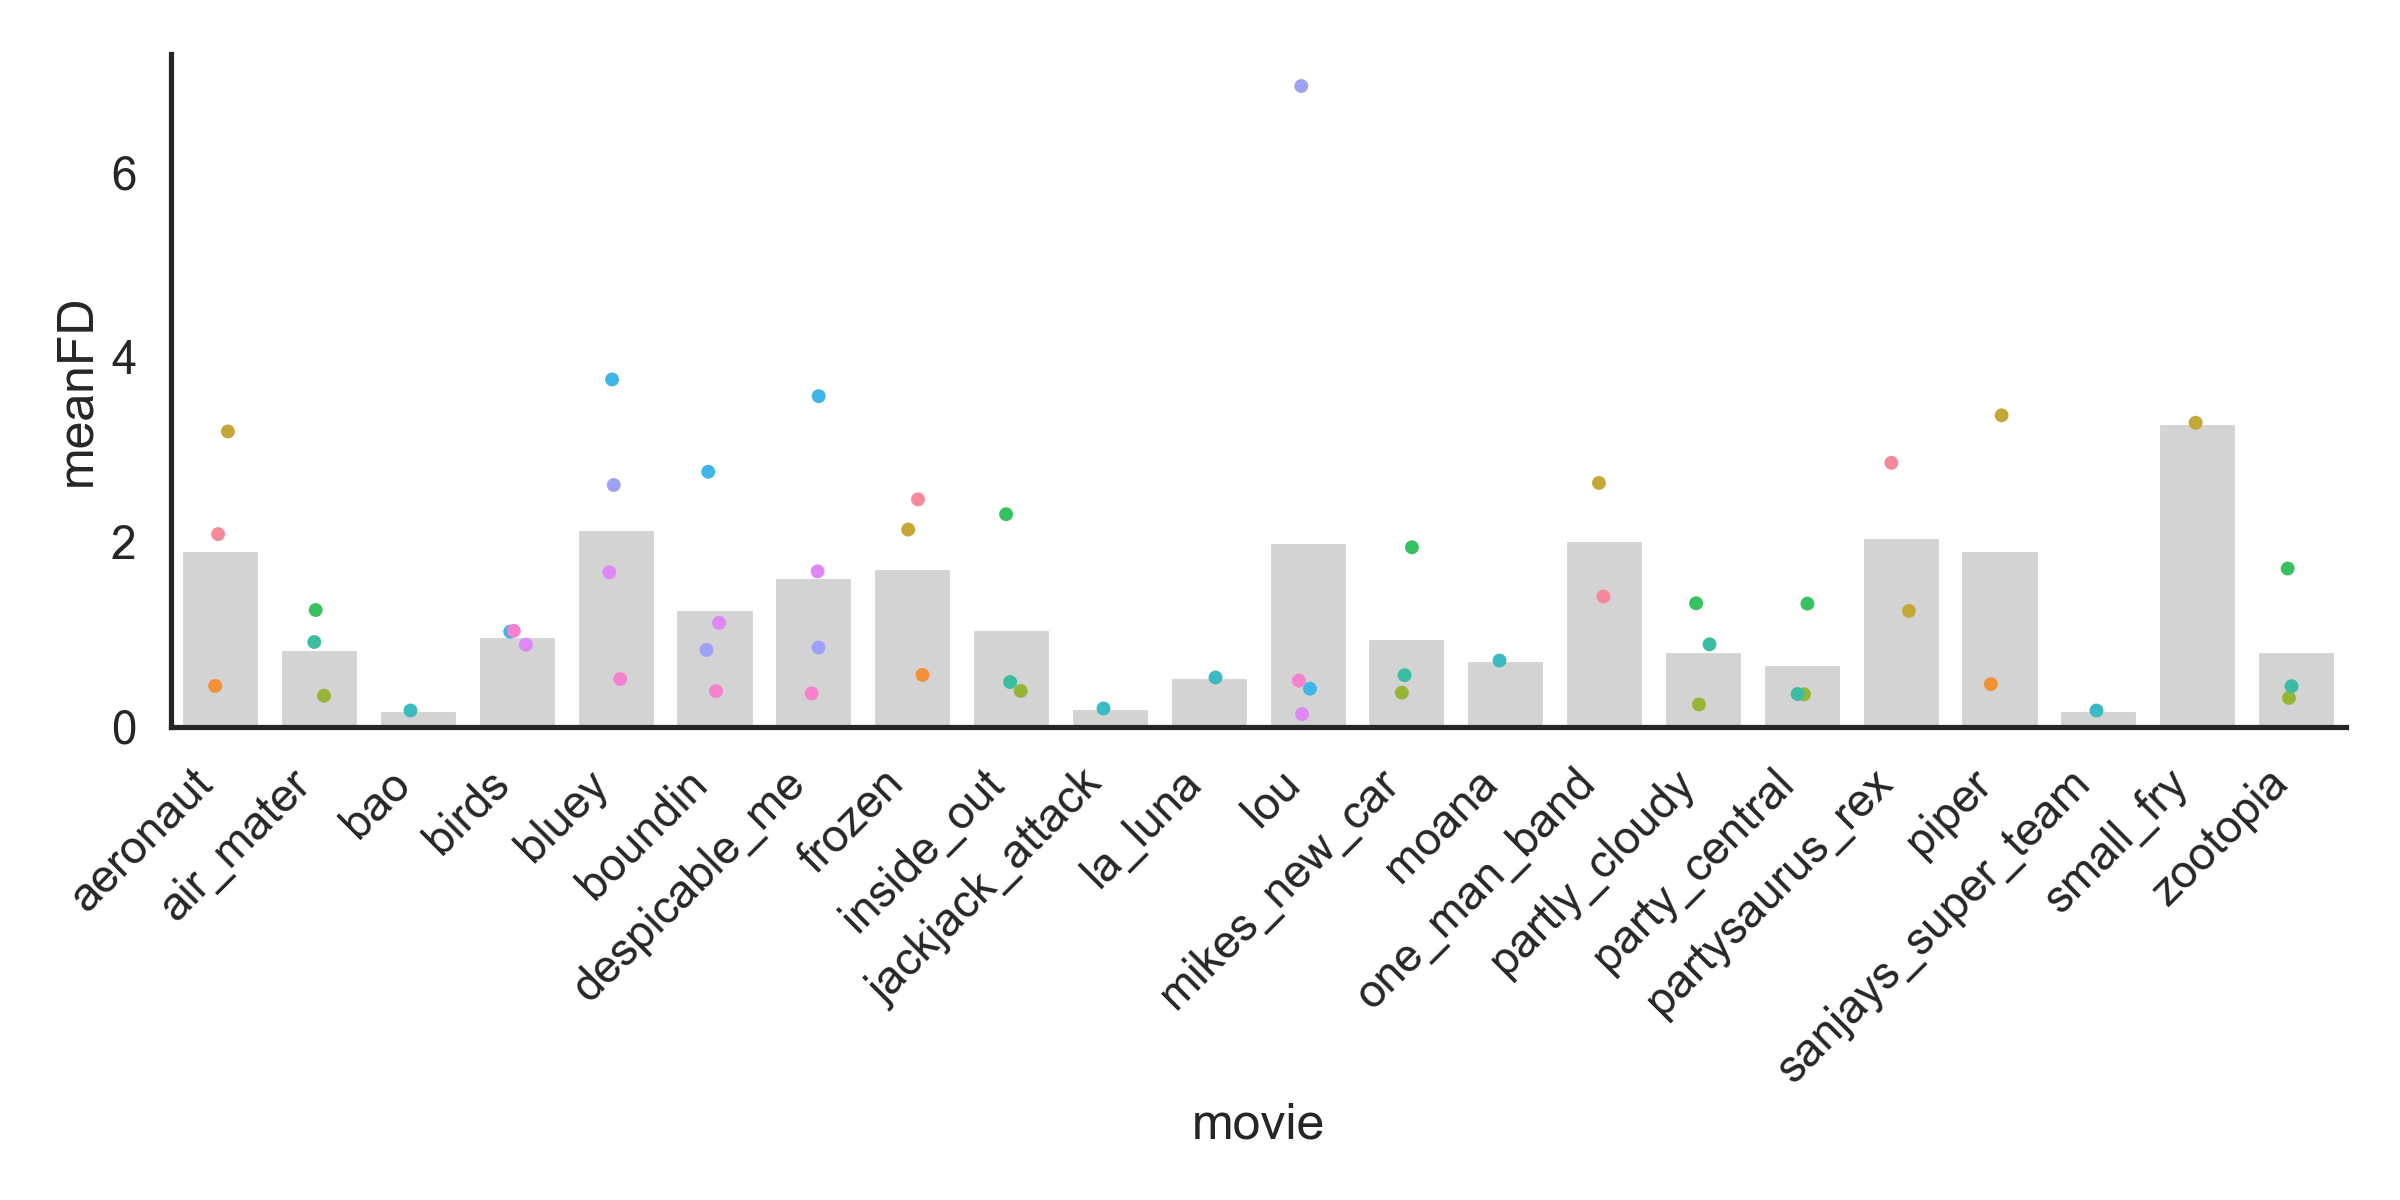 meanFD
6
4
2
0
aeronaut
air_mater
bao
birds
bluey
boundin
despicable_me
frozen
inside_out
jackjack_attack
la_luna
lou
mikes_new_car
moana
one_man_band
partly_cloudy
party_central
partysaurus_rex
piper
sanjays_super_team
small_fry
zootopia
movie